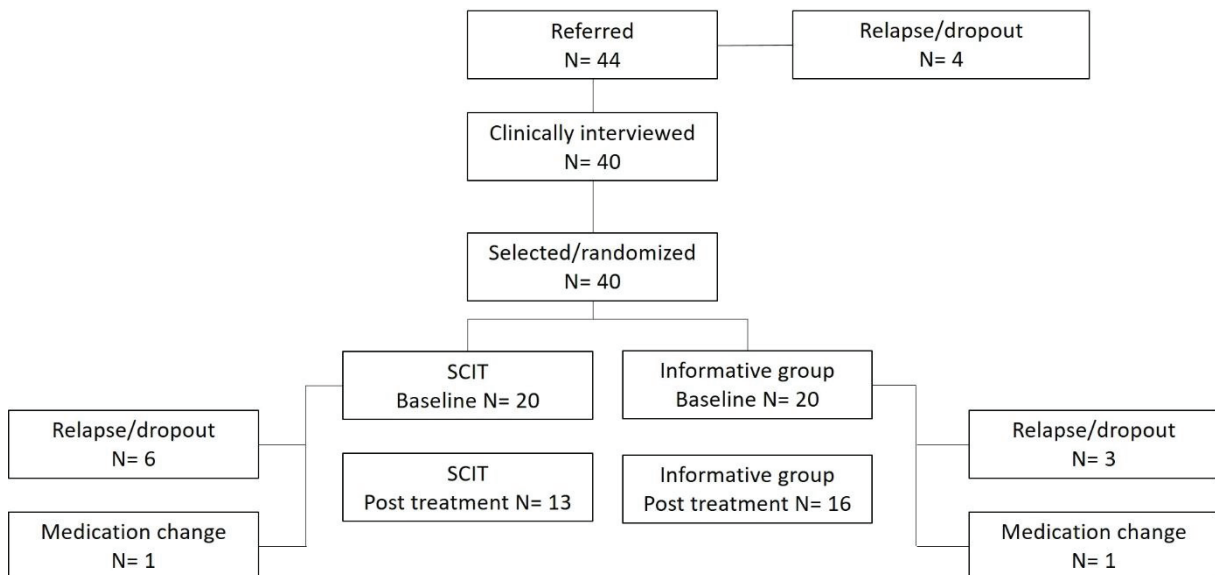 Referred
N= 44
Relapse/dropout
N= 4
Clinically interviewed
N= 40
Selected/randomized
N= 40
SCIT
Baseline N= 20
Informative group
Baseline N= 20
Relapse/dropout
N= 6
Relapse/dropout
N= 3
SCIT
Post treatment N= 13
Informative group
Post treatment N= 16
Medication change
N= 1
Medication change
N= 1